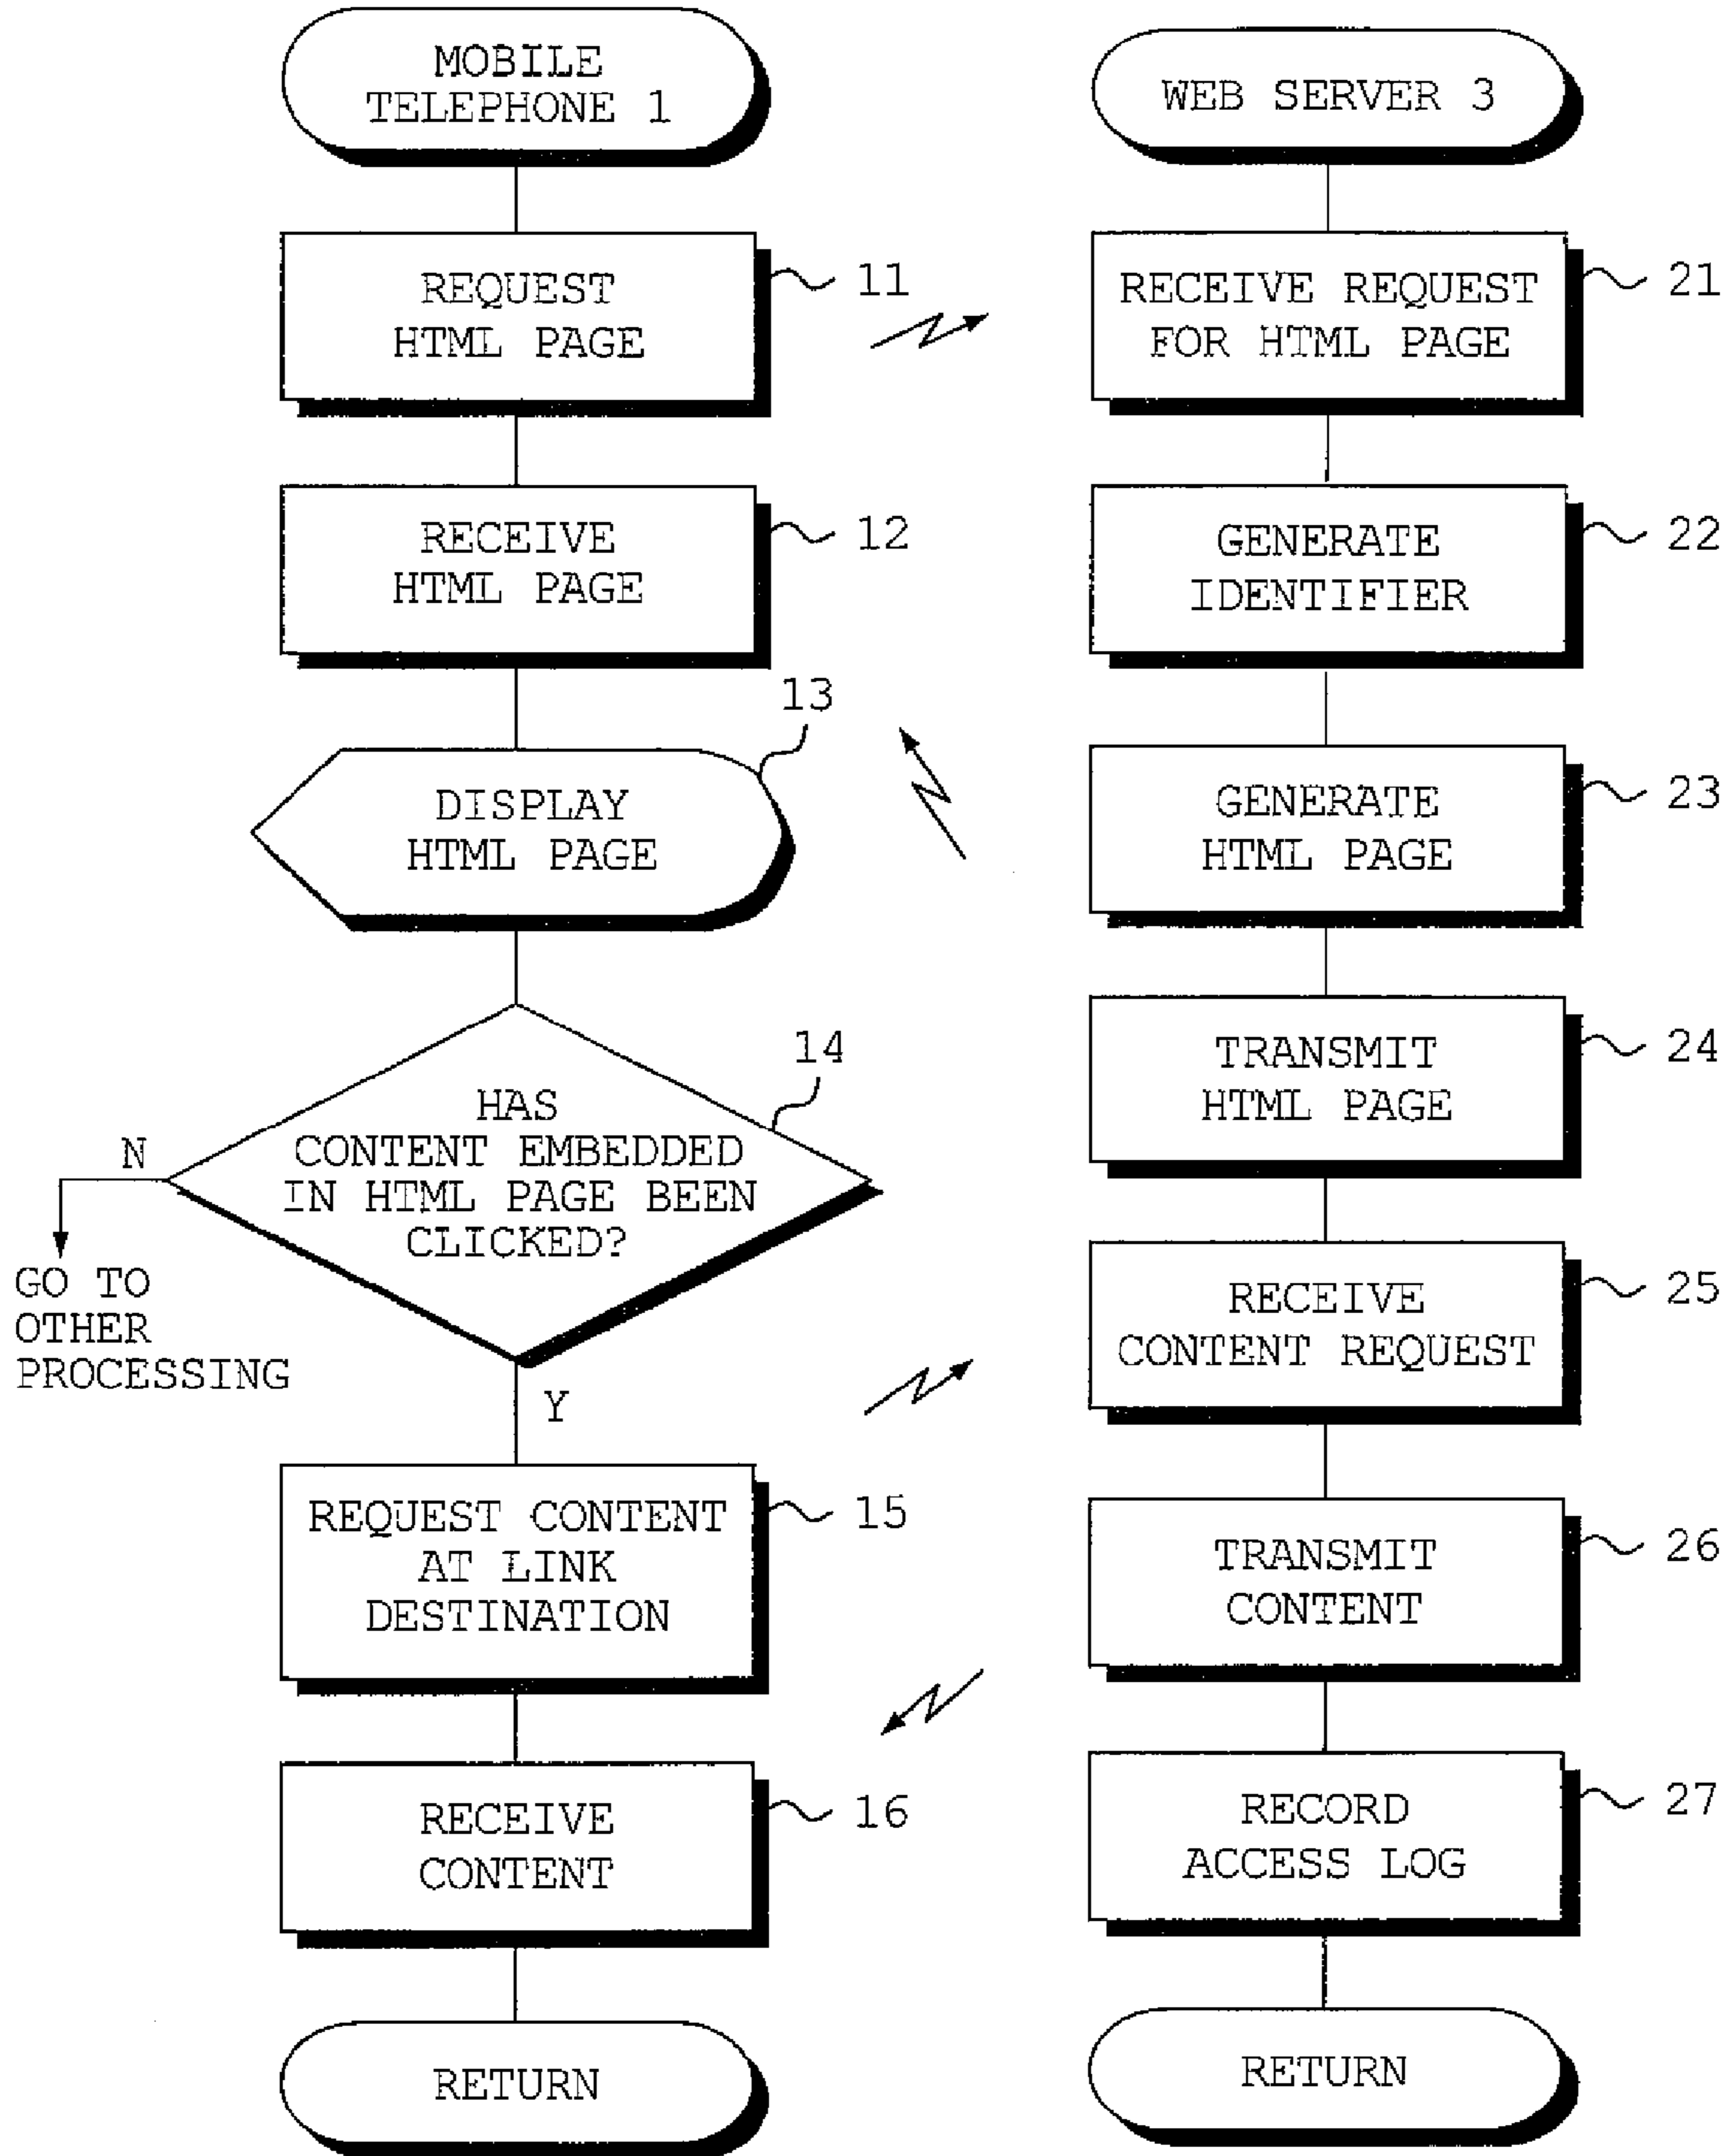 MOBILE
TELEPHONE 1
REQUEST
HTML PAGE
11
RECEIVE
HTML PAGE
12
13
DISPLAY
HTML PAGE
14
HAS
CONTENT EMBEDDED
IN HTML PAGE BEEN
CLICKED?
N
GO TO
OTHER
PROCESSING
Y
REQUEST CONTENT
AT LINK
DESTINATION
15
RECEIVE
CONTENT
16
RETURN
WEB SERVER 3
RECEIVE REQUEST
FOR HTML PAGE
21
GENERATE
IDENTIFIER
22
GENERATE
HTML PAGE
23
TRANSMIT
HTML PAGE
24
RECEIVE
CONTENT REQUEST
25
TRANSMIT
CONTENT
26
RECORD
ACCESS LOG
27
RETURN